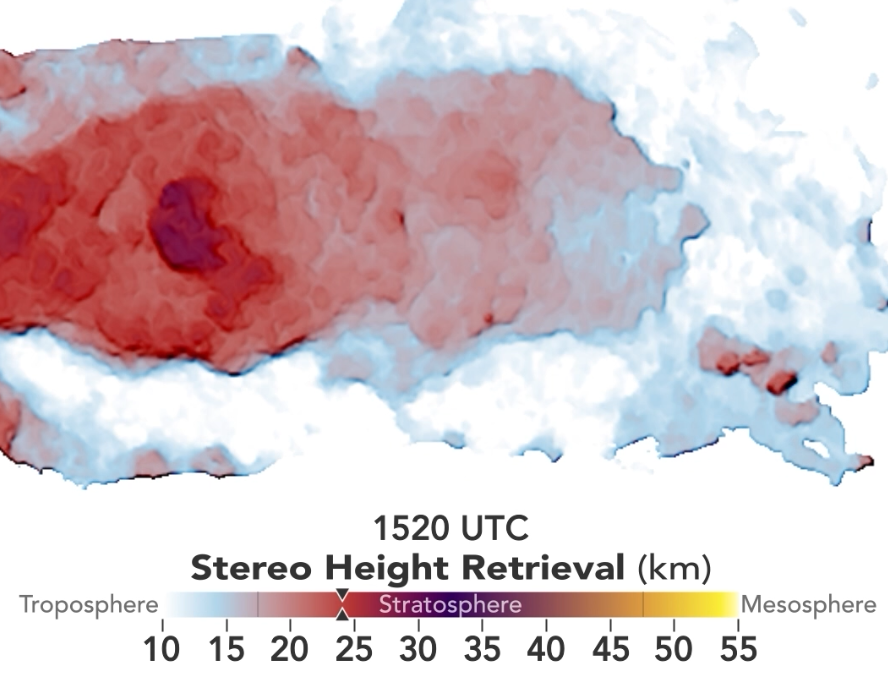 1520 UTC
Stereo Height Retrieval (km)
Troposphere Stratosphere Mesosphere
10 15 20 25 30 35 40 45 50 55